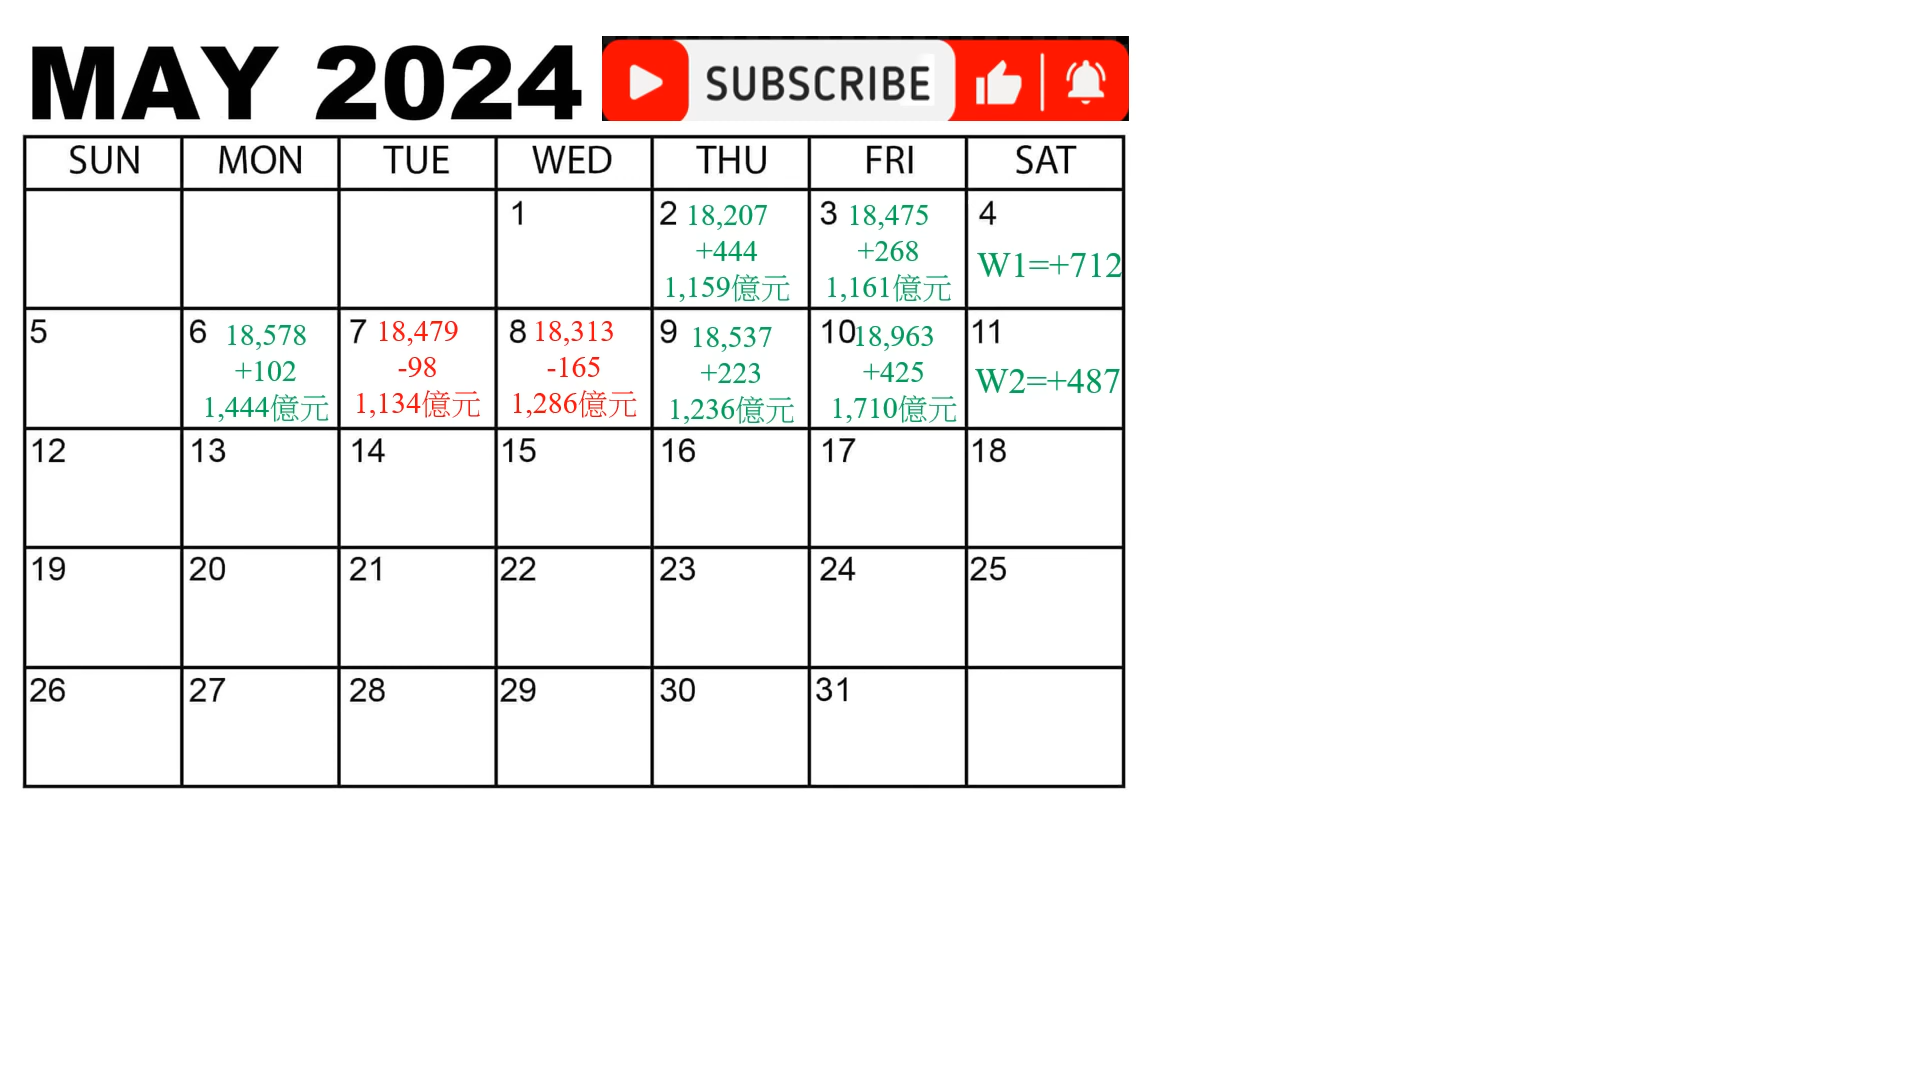 MAY 2024
SUBSCRIBE
SUN MON TUE WED THU FRI SAT
1
2 18,207
+444
1,159億元
3 18,475
+268
1,161億元
4
W1=+712
5
6 18,578
+102
1,444億元
7 18,479
-98
1,134億元
8 18,313
-165
1,286億元
9 18,537
+223
1,236億元
10 18,963
+425
1,710億元
11
W2=+487
12 13 14 15 16 17 18
19 20 21 22 23 24 25
26 27 28 29 30 31